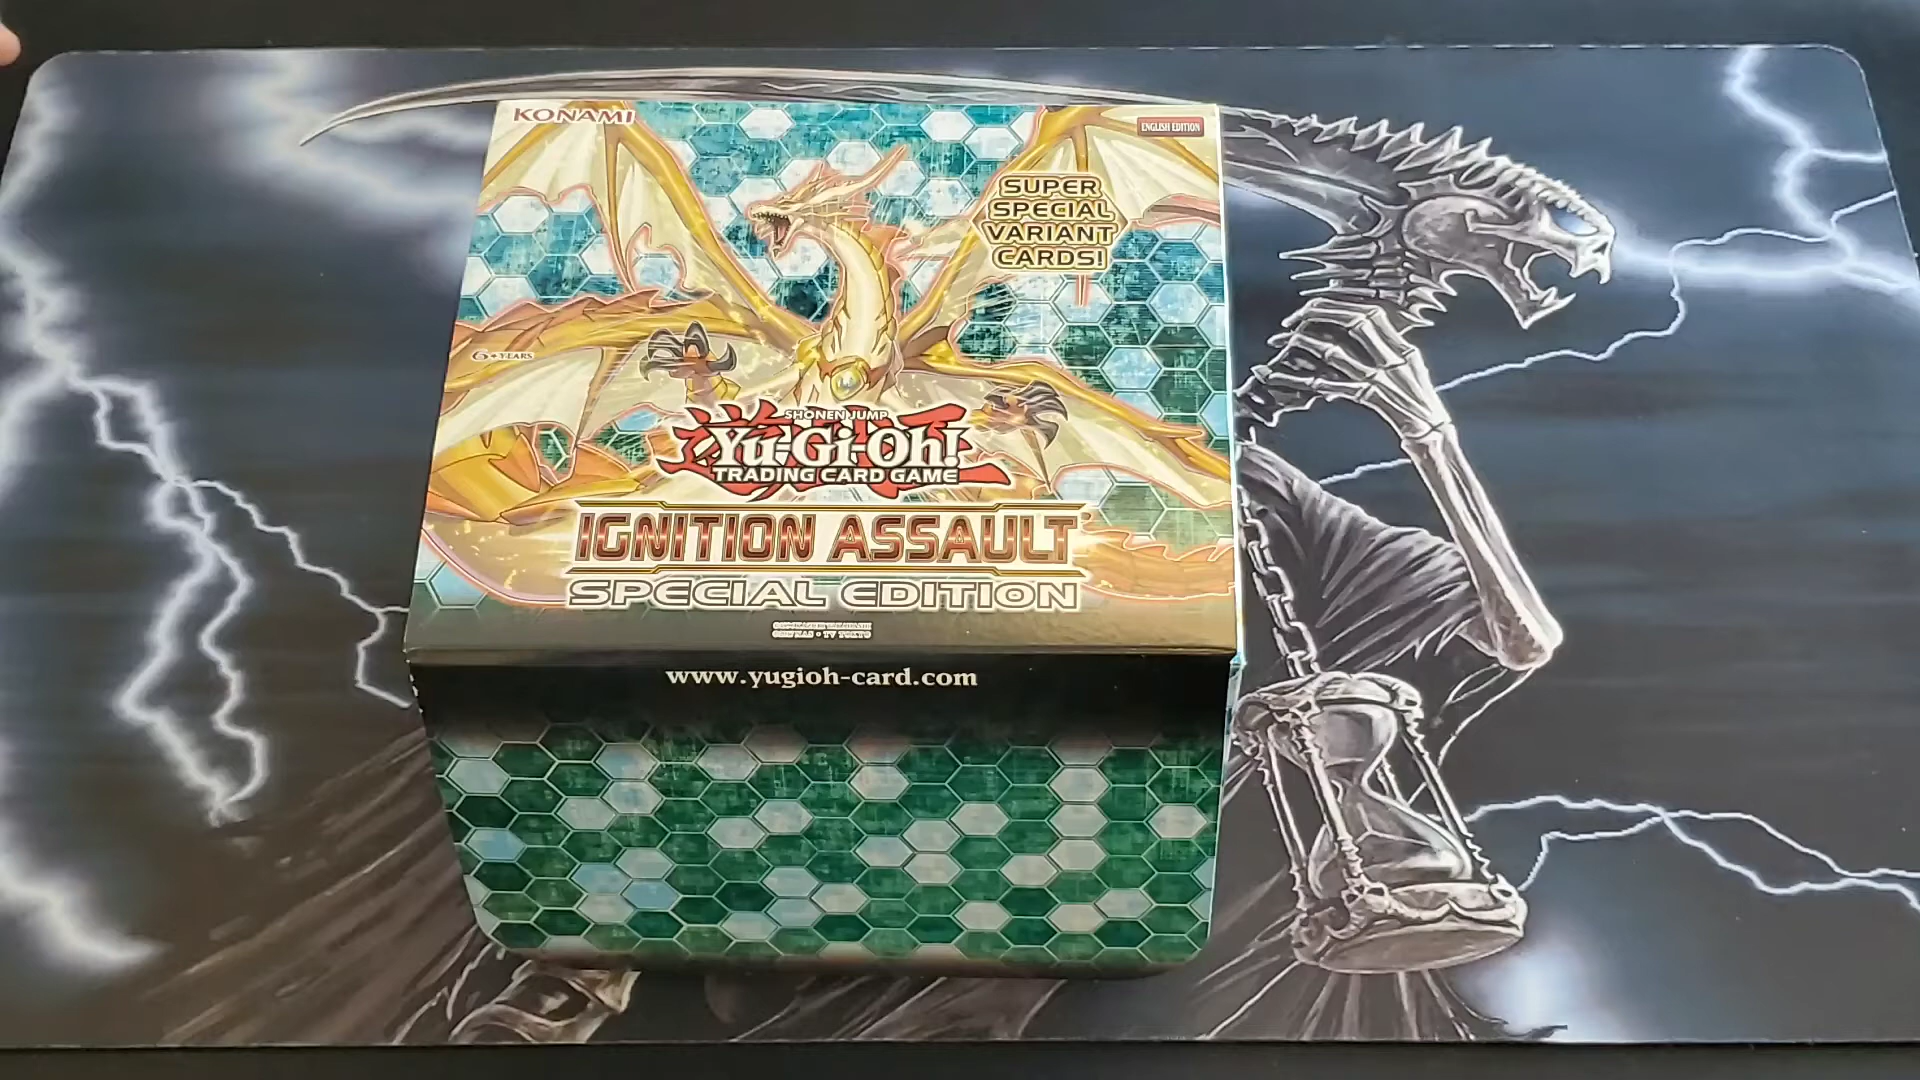 KONAMI
ENGLISH EDITION
SUPER
SPECIAL
VARIANT
CARDS!
6+ YEARS
SHONEN JUMP
Yu-Gi-Oh!
TRADING CARD GAME
IGNITION ASSAULT
SPECIAL EDITION
www.yugioh-card.com